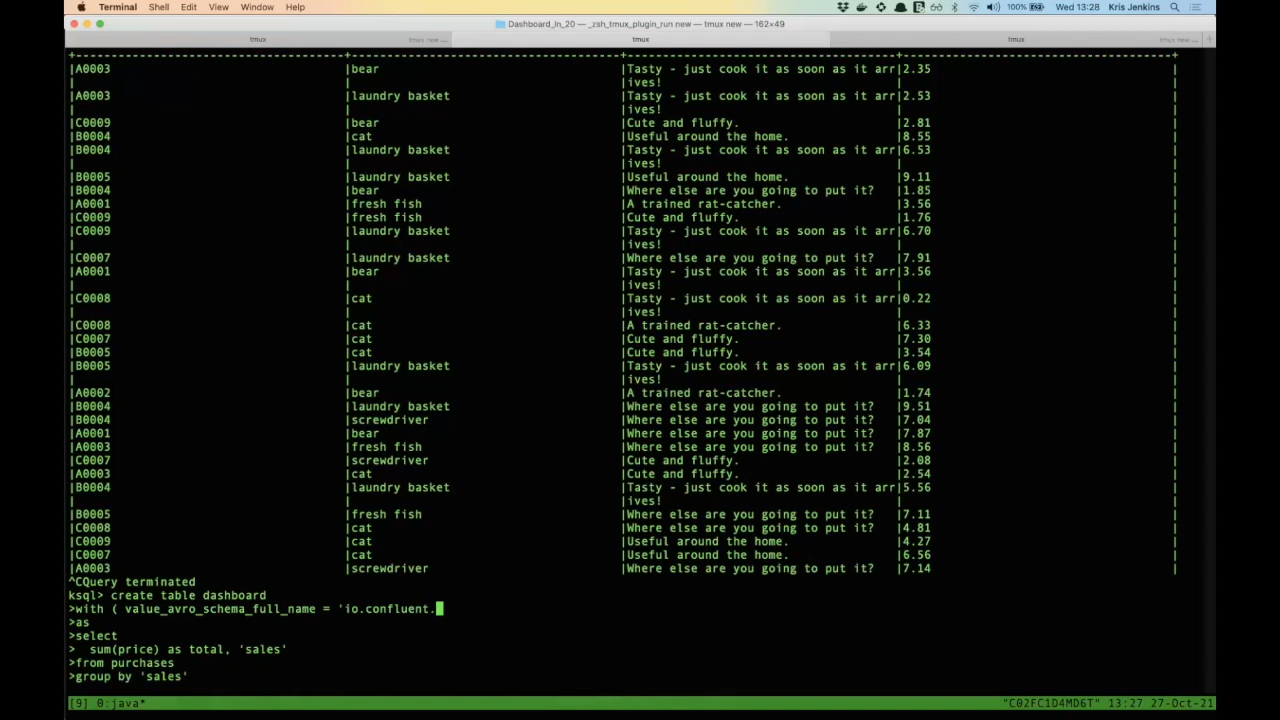 Terminal Shell Edit View Window Help 100% Wed 13:28 Kris Jenkins
Dashboard_In_20 — _zsh_tmux_plugin_run new — tmux new — 162×49
tmux tmux new ... tmux tmux tmux new ... +
+------------------------------------+------------------------------------+------------------------------------+------------------------------------+
|A0003 |bear |Tasty - just cook it as soon as it arr|2.35 |
| | |ives! | |
|A0003 |laundry basket |Tasty - just cook it as soon as it arr|2.53 |
| | |ives! | |
|C0009 |bear |Cute and fluffy. |2.81 |
|B0004 |cat |Useful around the home. |8.55 |
|B0004 |laundry basket |Tasty - just cook it as soon as it arr|6.53 |
| | |ives! | |
|B0005 |laundry basket |Useful around the home. |9.11 |
|B0004 |bear |Where else are you going to put it? |1.85 |
|A0001 |fresh fish |A trained rat-catcher. |3.56 |
|C0009 |fresh fish |Cute and fluffy. |1.76 |
|C0009 |laundry basket |Tasty - just cook it as soon as it arr|6.70 |
| | |ives! | |
|C0007 |laundry basket |Where else are you going to put it? |7.91 |
|A0001 |bear |Tasty - just cook it as soon as it arr|3.56 |
| | |ives! | |
|C0008 |cat |Tasty - just cook it as soon as it arr|0.22 |
| | |ives! | |
|C0008 |cat |A trained rat-catcher. |6.33 |
|C0007 |cat |Cute and fluffy. |7.30 |
|B0005 |cat |Cute and fluffy. |3.54 |
|B0005 |laundry basket |Tasty - just cook it as soon as it arr|6.09 |
| | |ives! | |
|A0002 |bear |A trained rat-catcher. |1.74 |
|B0004 |laundry basket |Where else are you going to put it? |9.51 |
|B0004 |screwdriver |Where else are you going to put it? |7.04 |
|A0001 |bear |Where else are you going to put it? |7.87 |
|A0003 |fresh fish |Where else are you going to put it? |8.56 |
|C0007 |screwdriver |Cute and fluffy. |2.08 |
|A0003 |cat |Cute and fluffy. |2.54 |
|B0004 |laundry basket |Tasty - just cook it as soon as it arr|5.56 |
| | |ives! | |
|B0005 |fresh fish |Where else are you going to put it? |7.11 |
|C0008 |cat |Where else are you going to put it? |4.81 |
|C0009 |cat |Useful around the home. |4.27 |
|C0007 |cat |Useful around the home. |6.56 |
|A0003 |screwdriver |Where else are you going to put it? |7.14 |
^CQuery terminated
ksql> create table dashboard
>with ( value_avro_schema_full_name = 'io.confluent.
>as
>select
> sum(price) as total, 'sales'
>from purchases
>group by 'sales'
[9] 0:java* "C02FC1D4MD6T" 13:27 27-Oct-21